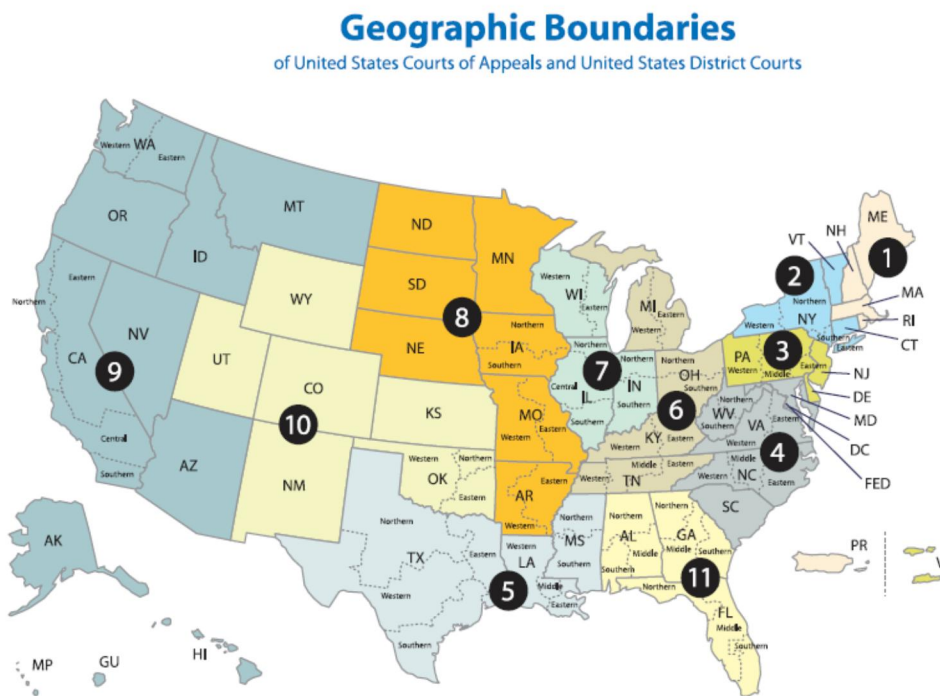 Geographic Boundaries
of United States Courts of Appeals and United States District Courts
Western
WA
Eastern
OR
ID
MT
ND
MN
SD
WY
NE
8
Northern
IA
Southern
Eastern
Northern
NV
UT
CA
9
CO
10
KS
Central
Southern
AZ
NM
Western
Northern
OK
Eastern
MO
Western
Eastern
AR
Eastern
Western
Western
WI
Eastern
Northern
7
Central
IL
Southern
Northern
IN
Southern
MI
Western
Eastern
Northern
OH
Southern
6
KY
Western
Eastern
Western
Middle
Eastern
TN
VT
NH
ME
1
2
MA
RI
CT
Northern
Western
NY
Southern
Eastern
PA
3
Western
Middle
Eastern
NJ
DE
MD
DC
FED
Northern
WV
Southern
VA
Eastern
Western
4
Western
Middle
NC
Eastern
SC
Northern
TX
Eastern
Western
Southern
Western
LA
Middle
Eastern
5
Northern
MS
Southern
Northern
AL
Middle
Southern
Northern
GA
Middle
Southern
11
Northern
FL
Middle
Southern
AK
MP
GU
HI
PR